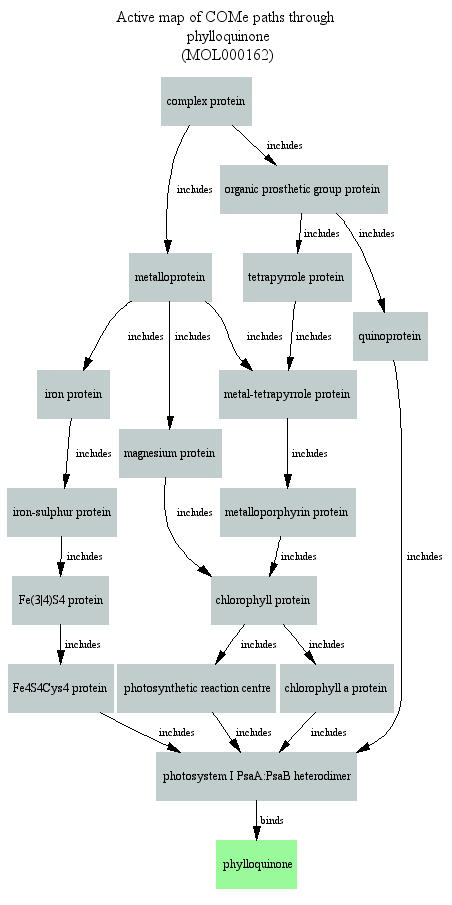 Active map of COMe paths through
phylloquinone
(MOL000162)
complex protein
includes
includes
organic prosthetic group protein
includes
includes
metalloprotein
tetrapyrrole protein
quinoprotein
includes
includes
includes
includes
iron protein
metal-tetrapyrrole protein
magnesium protein
includes
includes
iron-sulphur protein
metalloporphyrin protein
includes
includes
includes
includes
Fe(3|4)S4 protein
chlorophyll protein
includes
includes
includes
Fe4S4Cys4 protein
photosynthetic reaction centre
chlorophyll a protein
includes
includes
includes
photosystem I PsaA:PsaB heterodimer
binds
phylloquinone